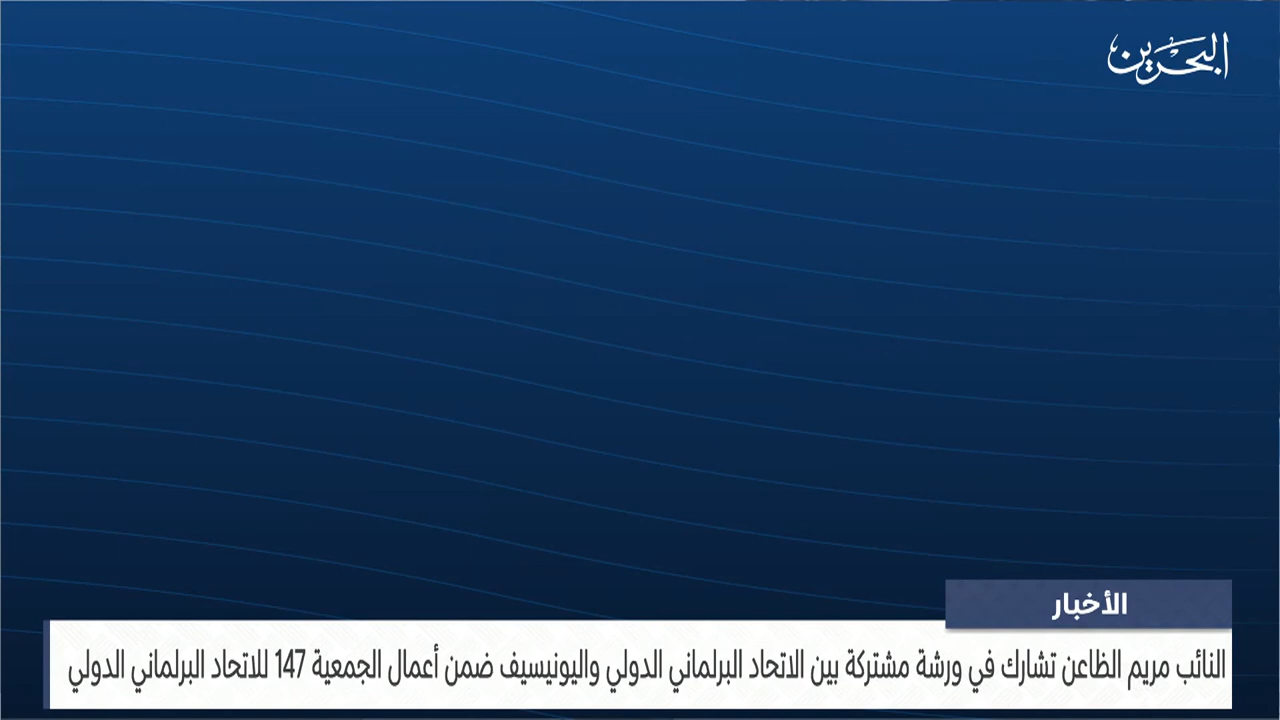 البحرين
الأخبار
النائب مريم الظاعن تشارك في ورشة مشتركة بين الاتحاد البرلماني الدولي واليونيسيف ضمن أعمال الجمعية 147 للاتحاد البرلماني الدولي